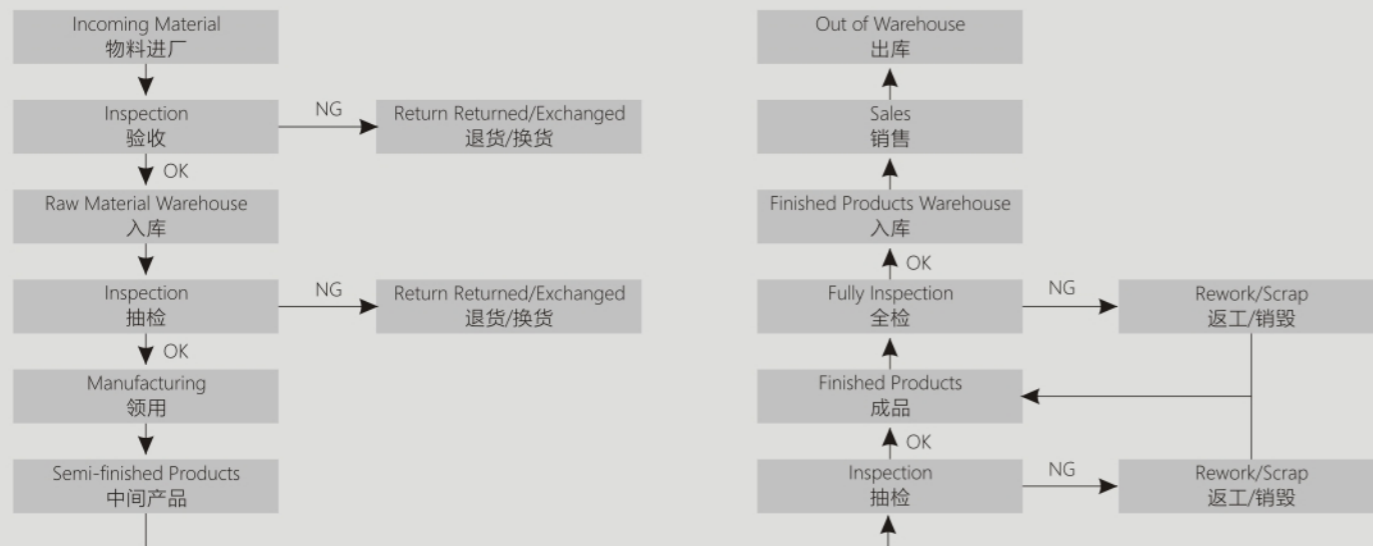 Incoming Material
物料进厂
Inspection
验收
NG
Return Returned/Exchanged
退货/换货
OK
Raw Material Warehouse
入库
Inspection
抽检
NG
Return Returned/Exchanged
退货/换货
OK
Manufacturing
领用
Semi-finished Products
中间产品
Out of Warehouse
出库
Sales
销售
Finished Products Warehouse
入库
OK
Fully Inspection
全检
NG
Rework/Scrap
返工/销毁
Finished Products
成品
OK
Inspection
抽检
NG
Rework/Scrap
返工/销毁